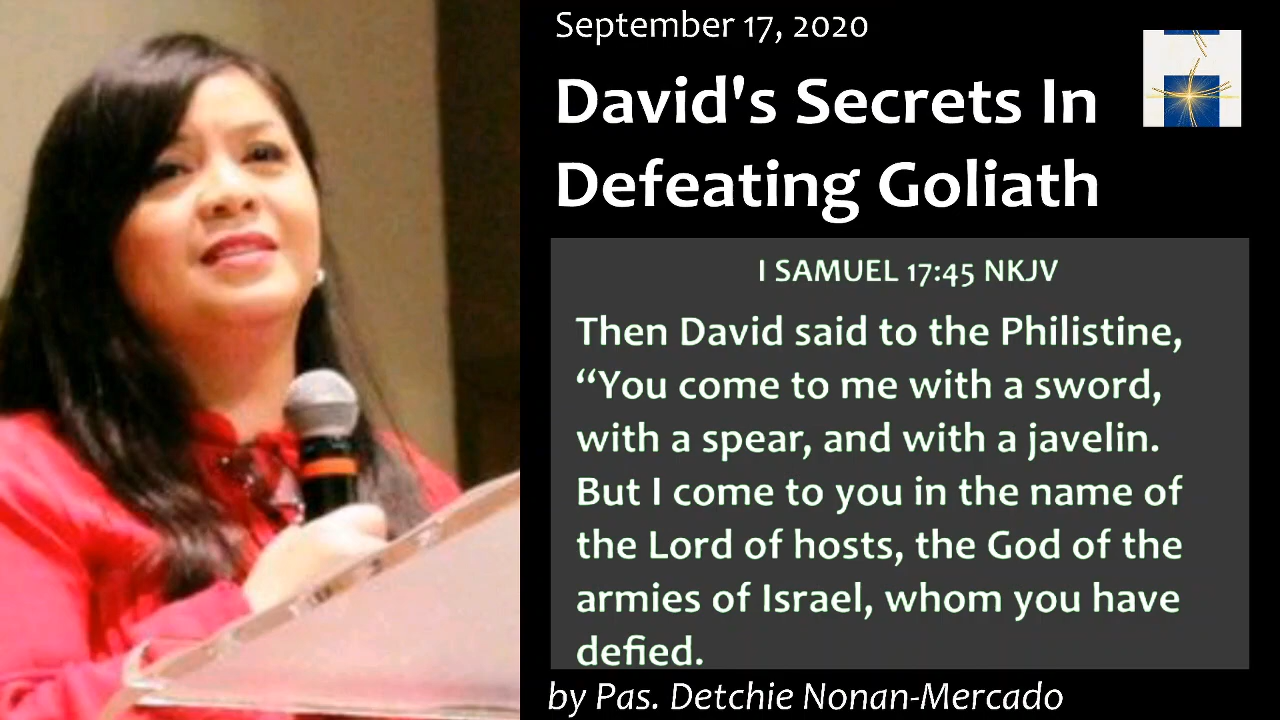 September 17, 2020
David's Secrets In
Defeating Goliath
I SAMUEL 17:45 NKJV
Then David said to the Philistine,
“You come to me with a sword,
with a spear, and with a javelin.
But I come to you in the name of
the Lord of hosts, the God of the
armies of Israel, whom you have
defied.
by Pas. Detchie Nonan-Mercado